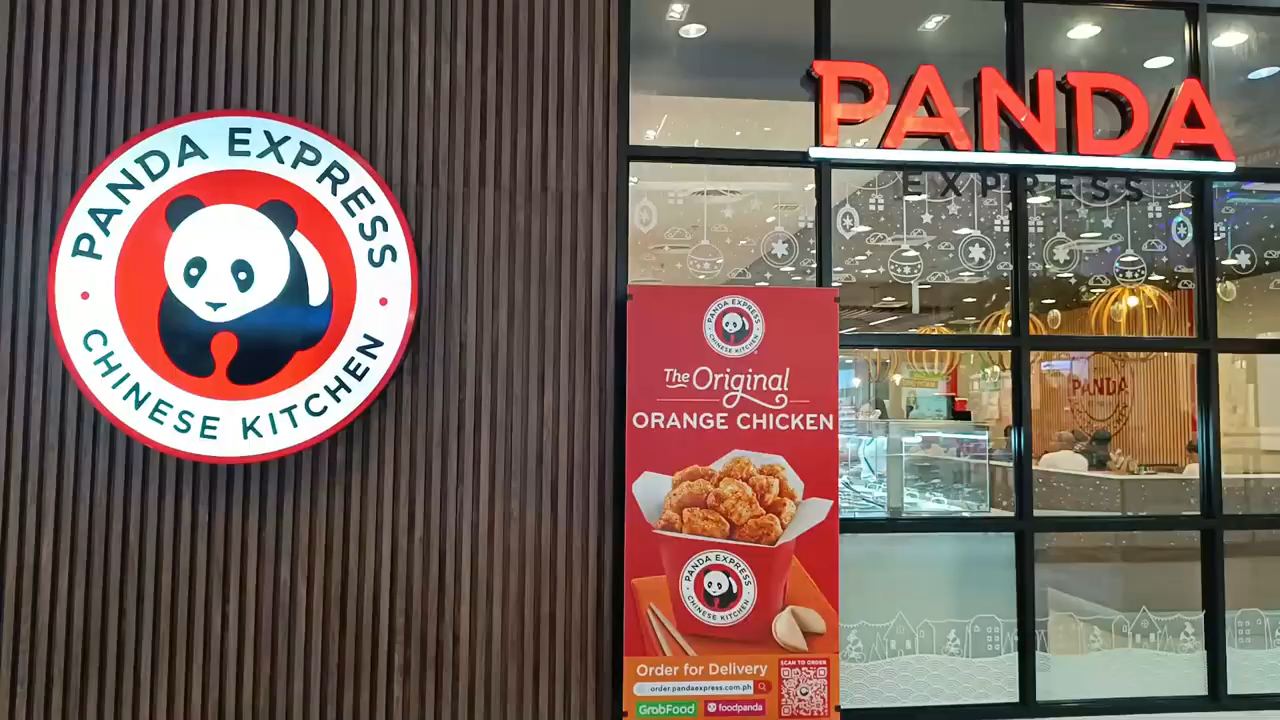 PANDA EXPRESS
CHINESE KITCHEN
PANDA
EXPRESS
PANDA EXPRESS
CHINESE KITCHEN
The Original
ORANGE CHICKEN
PANDA EXPRESS
CHINESE KITCHEN
Order for Delivery
SCAN TO ORDER
order.pandaexpress.com.ph
GrabFood
foodpanda
PANDA